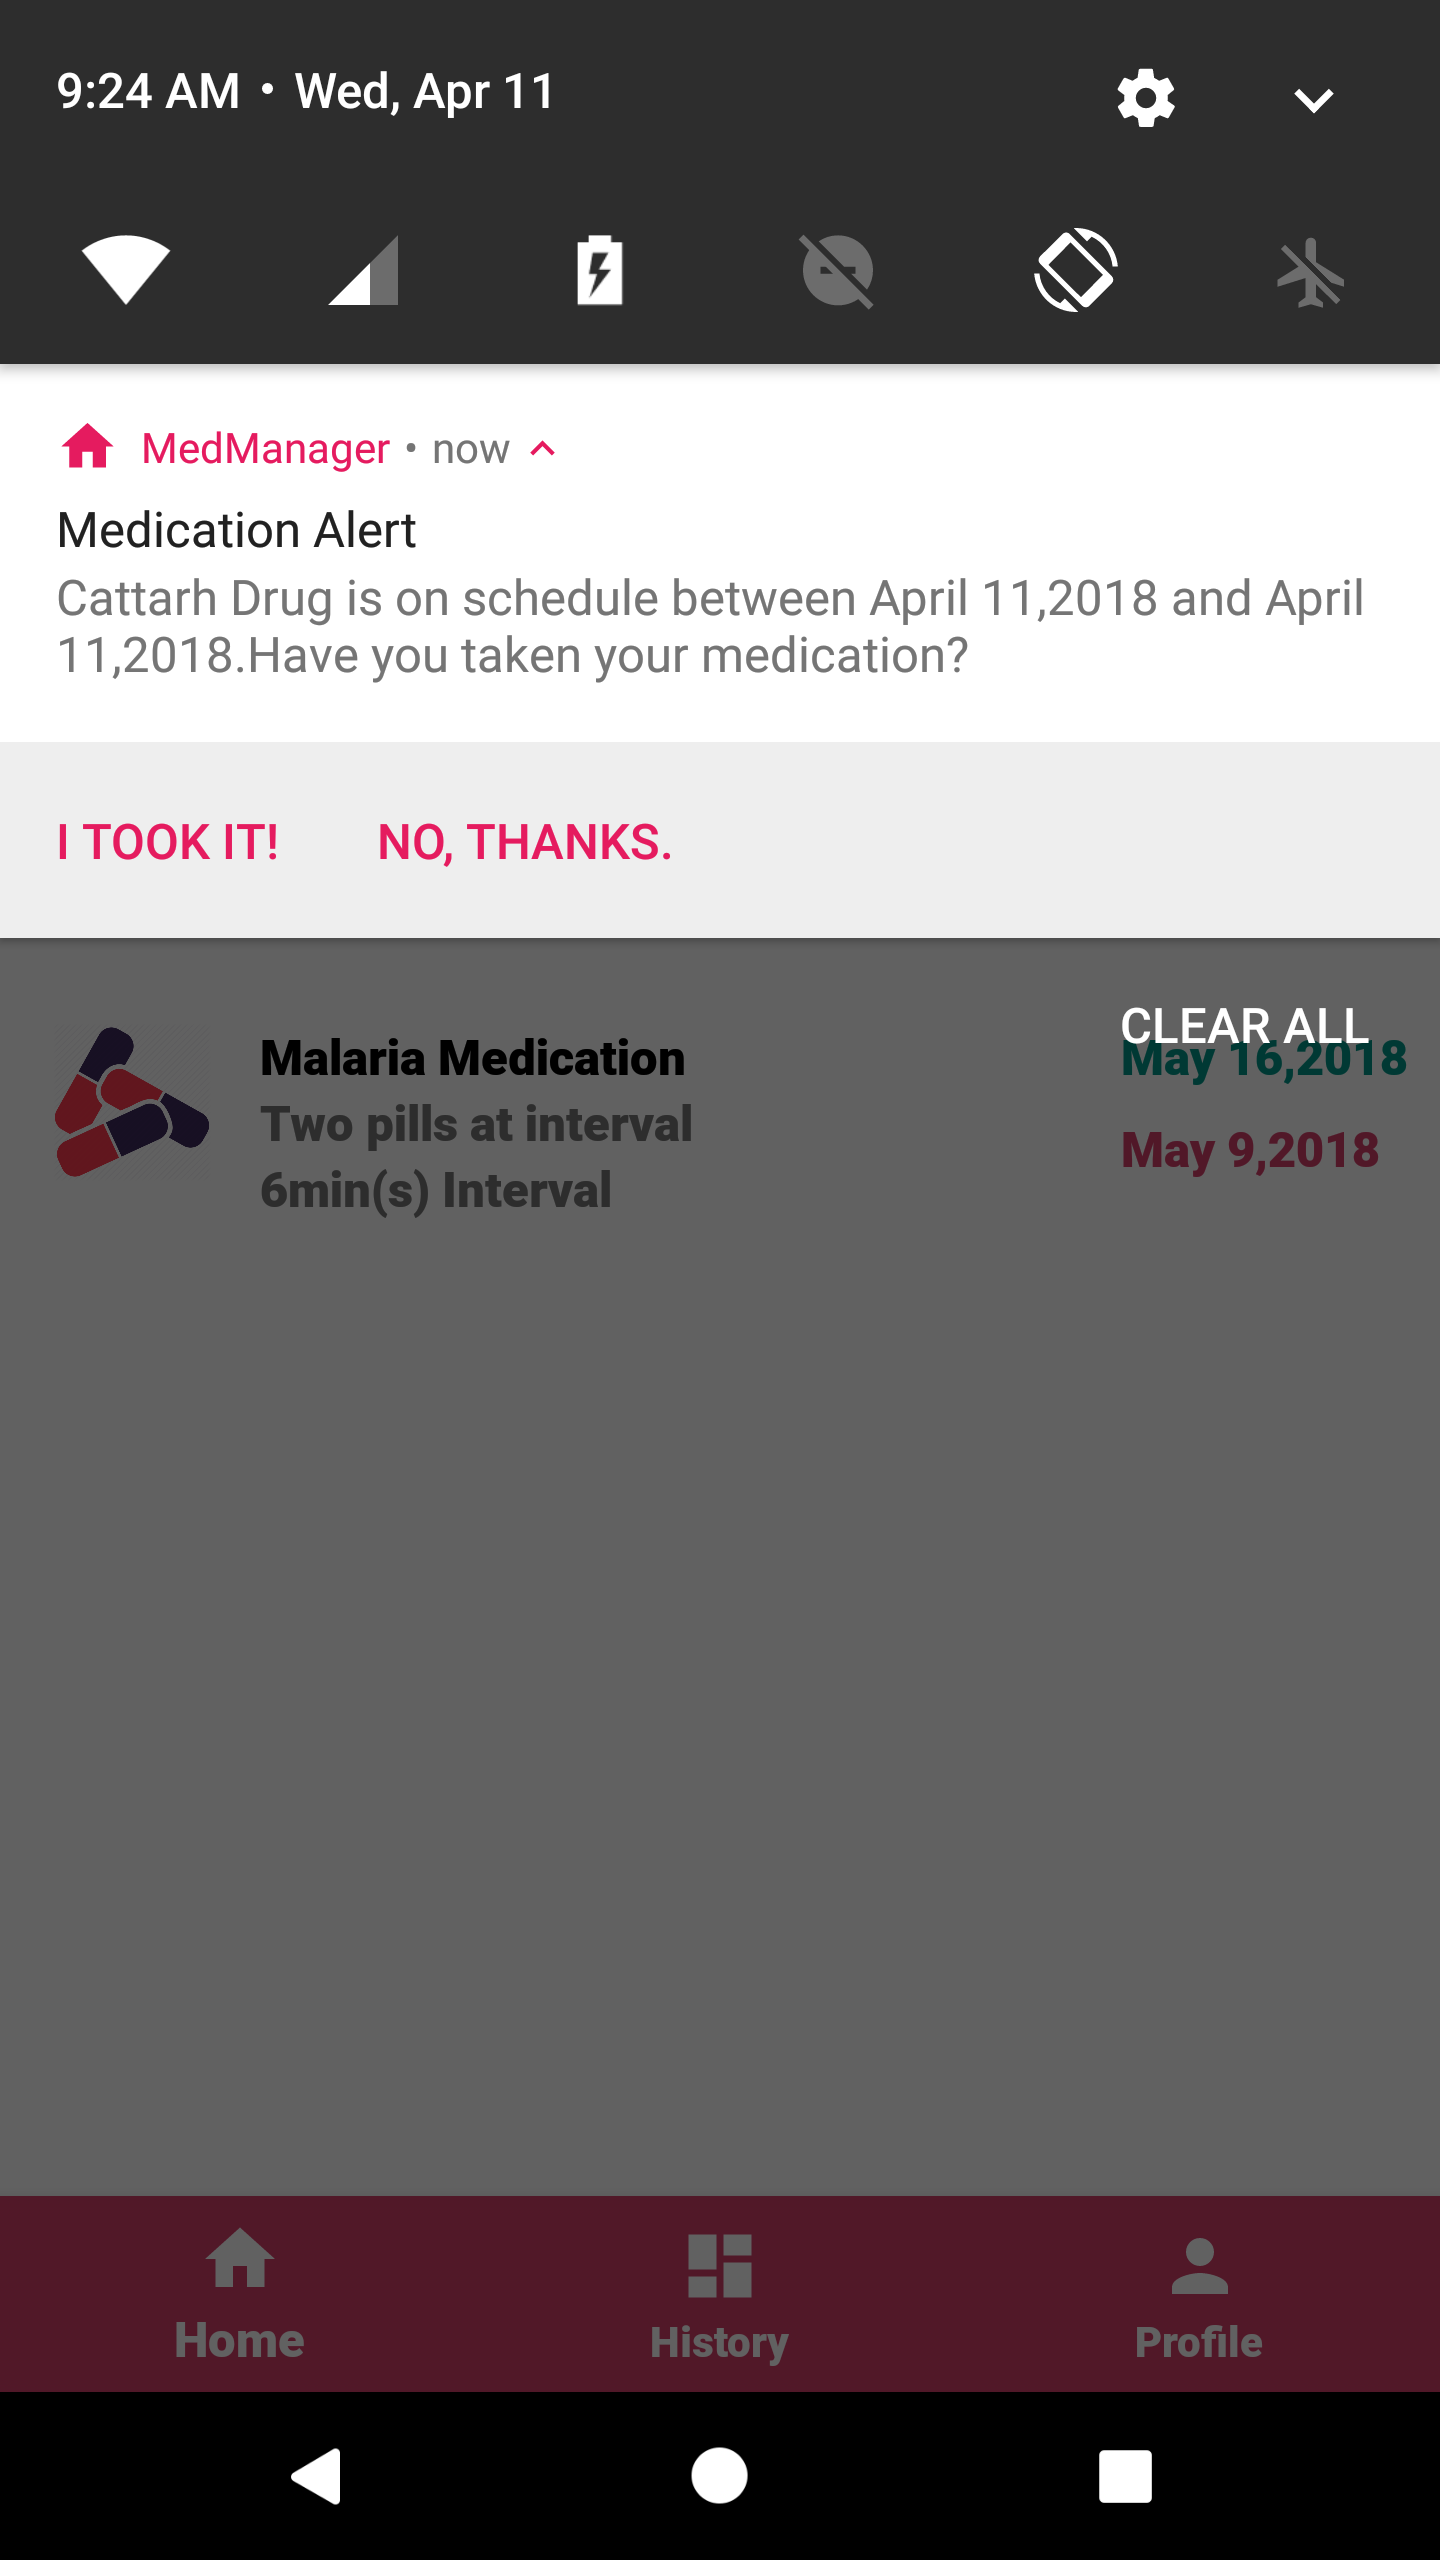 9:24 AM • Wed, Apr 11
MedManager • now
Medication Alert
Cattarh Drug is on schedule between April 11,2018 and April
11,2018.Have you taken your medication?
I TOOK IT! NO, THANKS.
CLEAR ALL
Malaria Medication May 16,2018
Two pills at interval
May 9,2018
6min(s) Interval
Home History Profile